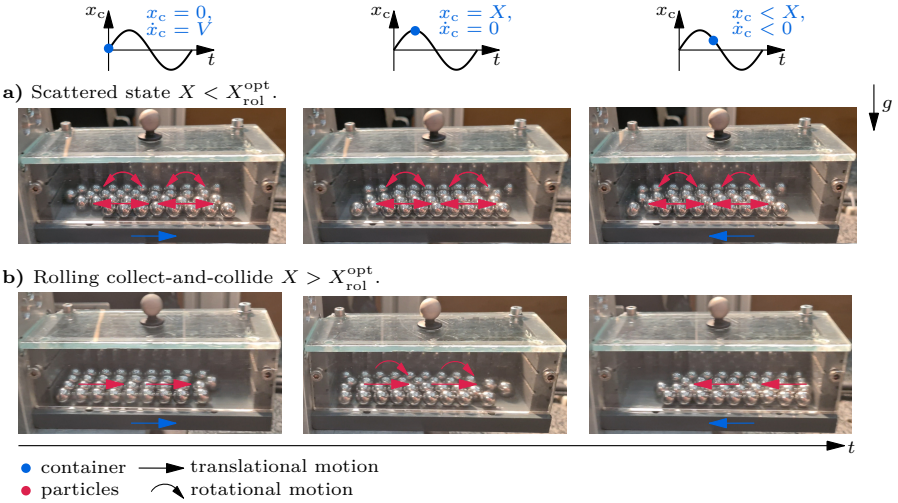 x_c x_c = 0, x_c x_c = X, x_c x_c < X,
ẋ_c = V ẋ_c = 0 ẋ_c < 0
t t t
a) Scattered state X < X_rol^opt.
g
b) Rolling collect-and-collide X > X_rol^opt.
t
container translational motion
particles rotational motion